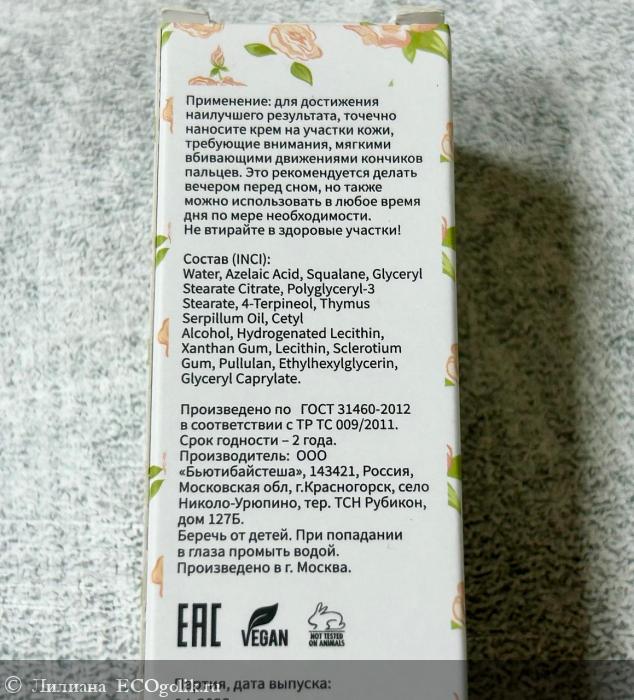 Применение: для достижения
наилучшего результата, точечно
наносите крем на участки кожи,
требующие внимания, мягкими
вбивающими движениями кончиков
пальцев. Это рекомендуется делать
вечером перед сном, но также
можно использовать в любое время
дня по мере необходимости.
Не втирайте в здоровые участки!
Состав (INCI):
Water, Azelaic Acid, Squalane, Glyceryl
Stearate Citrate, Polyglyceryl-3
Stearate, 4-Terpineol, Thymus
Serpillum Oil, Cetyl
Alcohol, Hydrogenated Lecithin,
Xanthan Gum, Lecithin, Sclerotium
Gum, Pullulan, Ethylhexylglycerin,
Glyceryl Caprylate.
Произведено по ГОСТ 31460-2012
в соответствии с ТР ТС 009/2011.
Срок годности – 2 года.
Производитель: ООО
«Бьютибайстеша», 143421, Россия,
Московская обл, г.Красногорск, село
Николо-Урюпино, тер. ТСН Рубикон,
дом 127Б.
Беречь от детей. При попадании
в глаза промыть водой.
Произведено в г. Москва.
EAC VEGAN NOT TESTED
ON ANIMALS
Партия, дата выпуска:
© Лилиана ECOgolik.ru